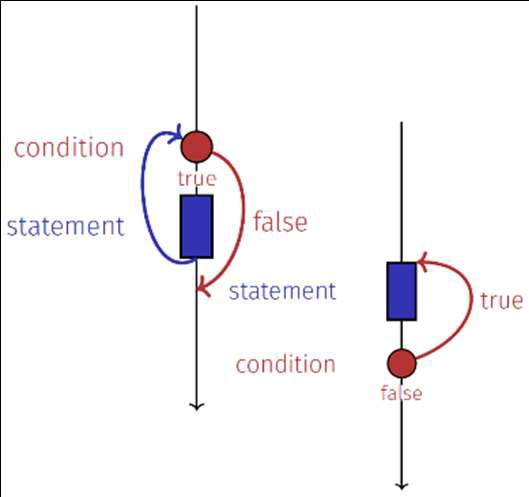 condition
true
statement
false
statement
true
condition
false